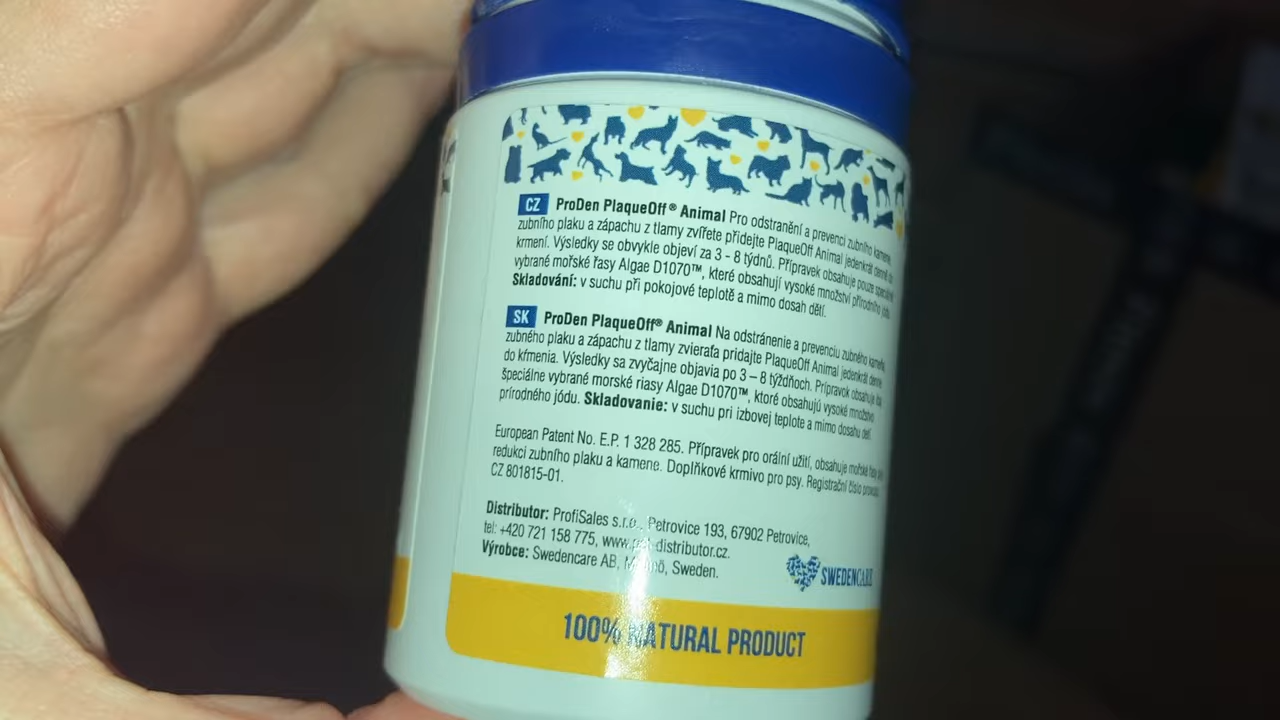 CZ ProDen PlaqueOff® Animal Pro odstranění a prevenci zubního kamene,
zubního plaku a zápachu z tlamy zvířete přidejte PlaqueOff Animal jedenkrát denně do
krmení. Výsledky se obvykle objeví za 3 - 8 týdnů. Přípravek obsahuje pouze speciálně
vybrané mořské řasy Algae D1070™, které obsahují vysoké množství přírodního jódu.
Skladování: v suchu při pokojové teplotě a mimo dosah dětí.
SK ProDen PlaqueOff® Animal Na odstránenie a prevenciu zubného kameňa,
zubného plaku a zápachu z tlamy zvieraťa pridajte PlaqueOff Animal jedenkrát denne
do kŕmenia. Výsledky sa zvyčajne objavia po 3 – 8 týždňoch. Prípravok obsahuje iba
špeciálne vybrané morské riasy Algae D1070™, ktoré obsahujú vysoké množstvo
prírodného jódu. Skladovanie: v suchu pri izbovej teplote a mimo dosahu detí.
European Patent No. E.P. 1 328 285. Přípravek pro orální užití, obsahuje mořské řasy
redukci zubního plaku a kamene. Doplňkové krmivo pro psy. Registrační číslo
CZ 801815-01.
Distributor: ProfiSales s.r.o., Petrovice 193, 67902 Petrovice,
tel: +420 721 158 775, distributor.cz.
Výrobce: Swedencare AB, Sweden.
SWEDENCARE
100% NATURAL PRODUCT